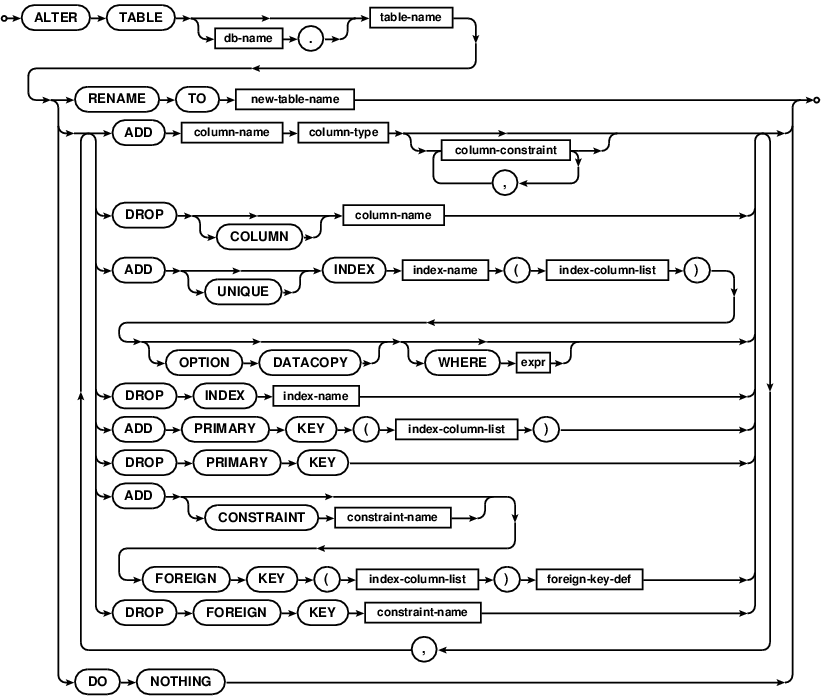 ALTER TABLE table-name
db-name .
RENAME TO new-table-name
ADD column-name column-type
column-constraint
,
DROP column-name
COLUMN
ADD INDEX index-name ( index-column-list )
UNIQUE
OPTION DATACOPY WHERE expr
DROP INDEX index-name
ADD PRIMARY KEY ( index-column-list )
DROP PRIMARY KEY
ADD
CONSTRAINT constraint-name
FOREIGN KEY ( index-column-list ) foreign-key-def
DROP FOREIGN KEY constraint-name
,
DO NOTHING